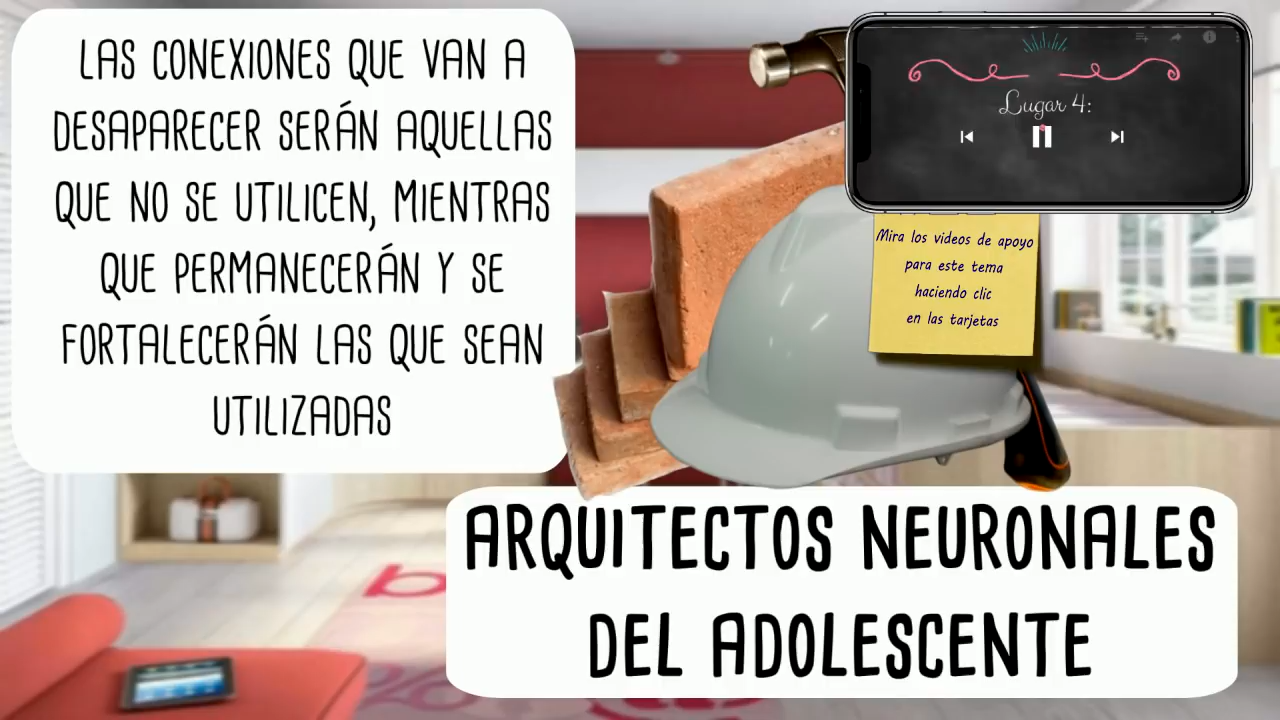 LAS CONEXIONES QUE VAN A
DESAPARECER SERÁN AQUELLAS
QUE NO SE UTILICEN, MIENTRAS
QUE PERMANECERÁN Y SE
FORTALECERÁN LAS QUE SEAN
UTILIZADAS
Lugar 4:
Mira los videos de apoyo
para este tema
haciendo clic
en las tarjetas
ARQUITECTOS NEURONALES
DEL ADOLESCENTE